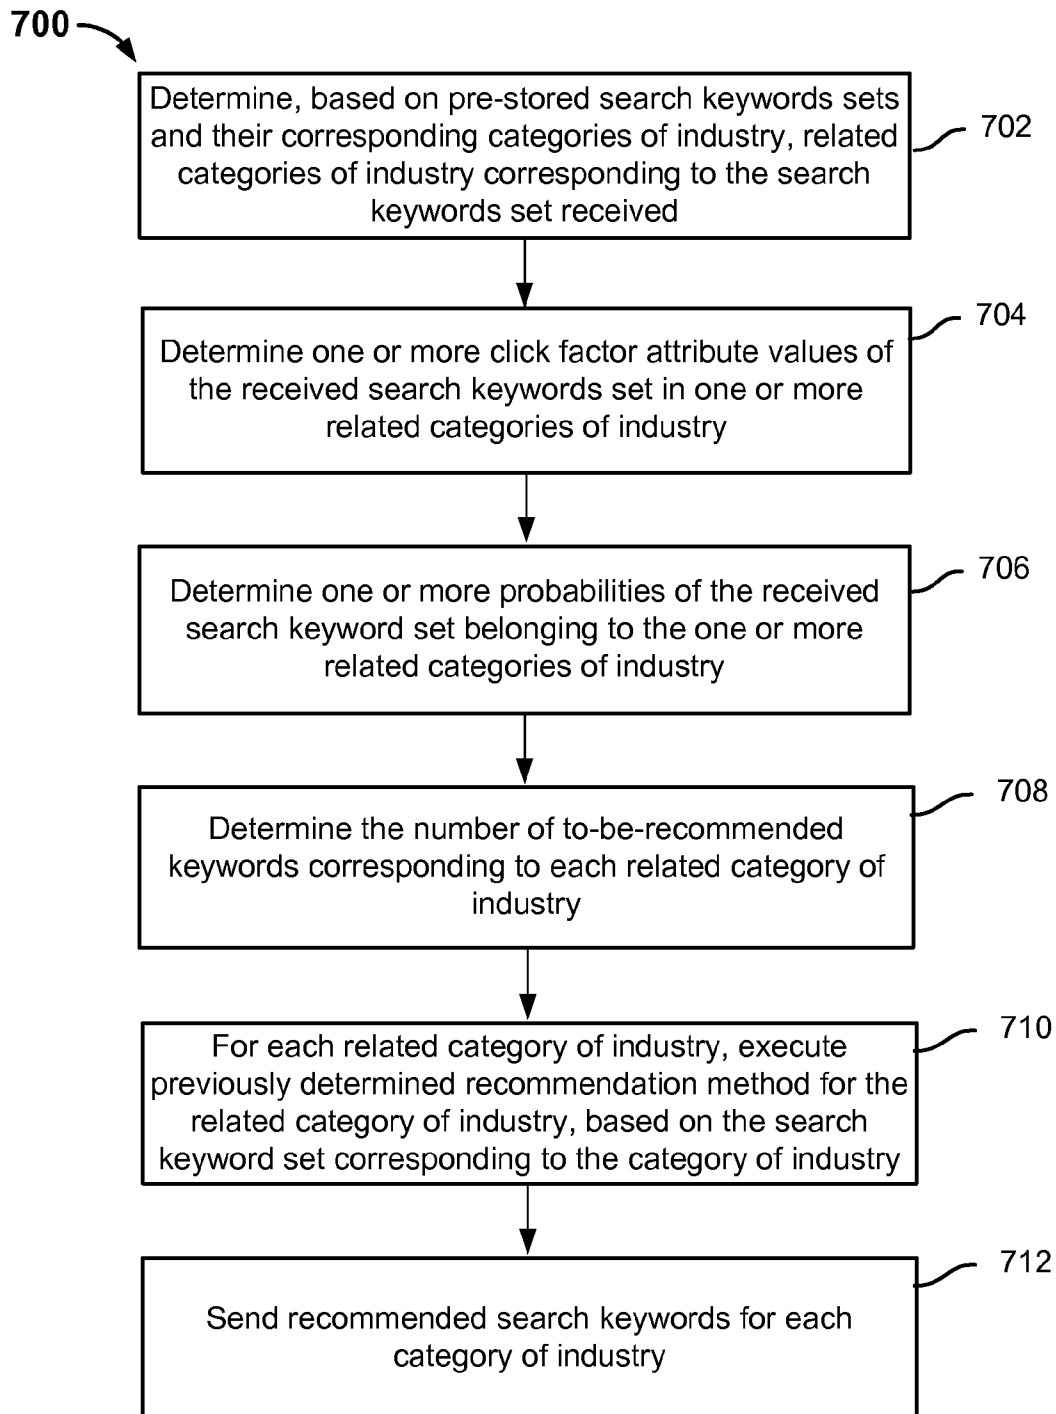 700
Determine, based on pre-stored search keywords sets
and their corresponding categories of industry, related
categories of industry corresponding to the search
keywords set received
702
Determine one or more click factor attribute values of
the received search keywords set in one or more
related categories of industry
704
Determine one or more probabilities of the received
search keyword set belonging to the one or more
related categories of industry
706
Determine the number of to-be-recommended
keywords corresponding to each related category of
industry
708
For each related category of industry, execute
previously determined recommendation method for the
related category of industry, based on the search
keyword set corresponding to the category of industry
710
Send recommended search keywords for each
category of industry
712